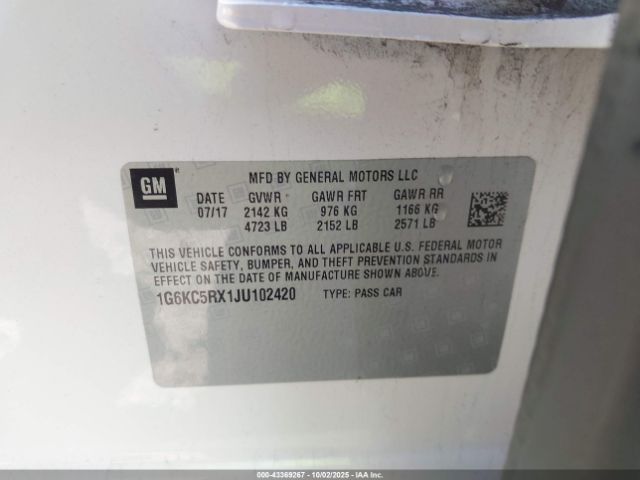 GM
MFD BY GENERAL MOTORS LLC
DATE GVWR GAWR FRT GAWR RR
07/17 2142 KG 976 KG 1166 KG
4723 LB 2152 LB 2571 LB
THIS VEHICLE CONFORMS TO ALL APPLICABLE U.S. FEDERAL MOTOR
VEHICLE SAFETY, BUMPER, AND THEFT PREVENTION STANDARDS IN
EFFECT ON THE DATE OF MANUFACTURE SHOWN ABOVE.
1G6KC5RX1JU102420 TYPE: PASS CAR
000-43369267 | 10/02/2025 | IAAI.COM